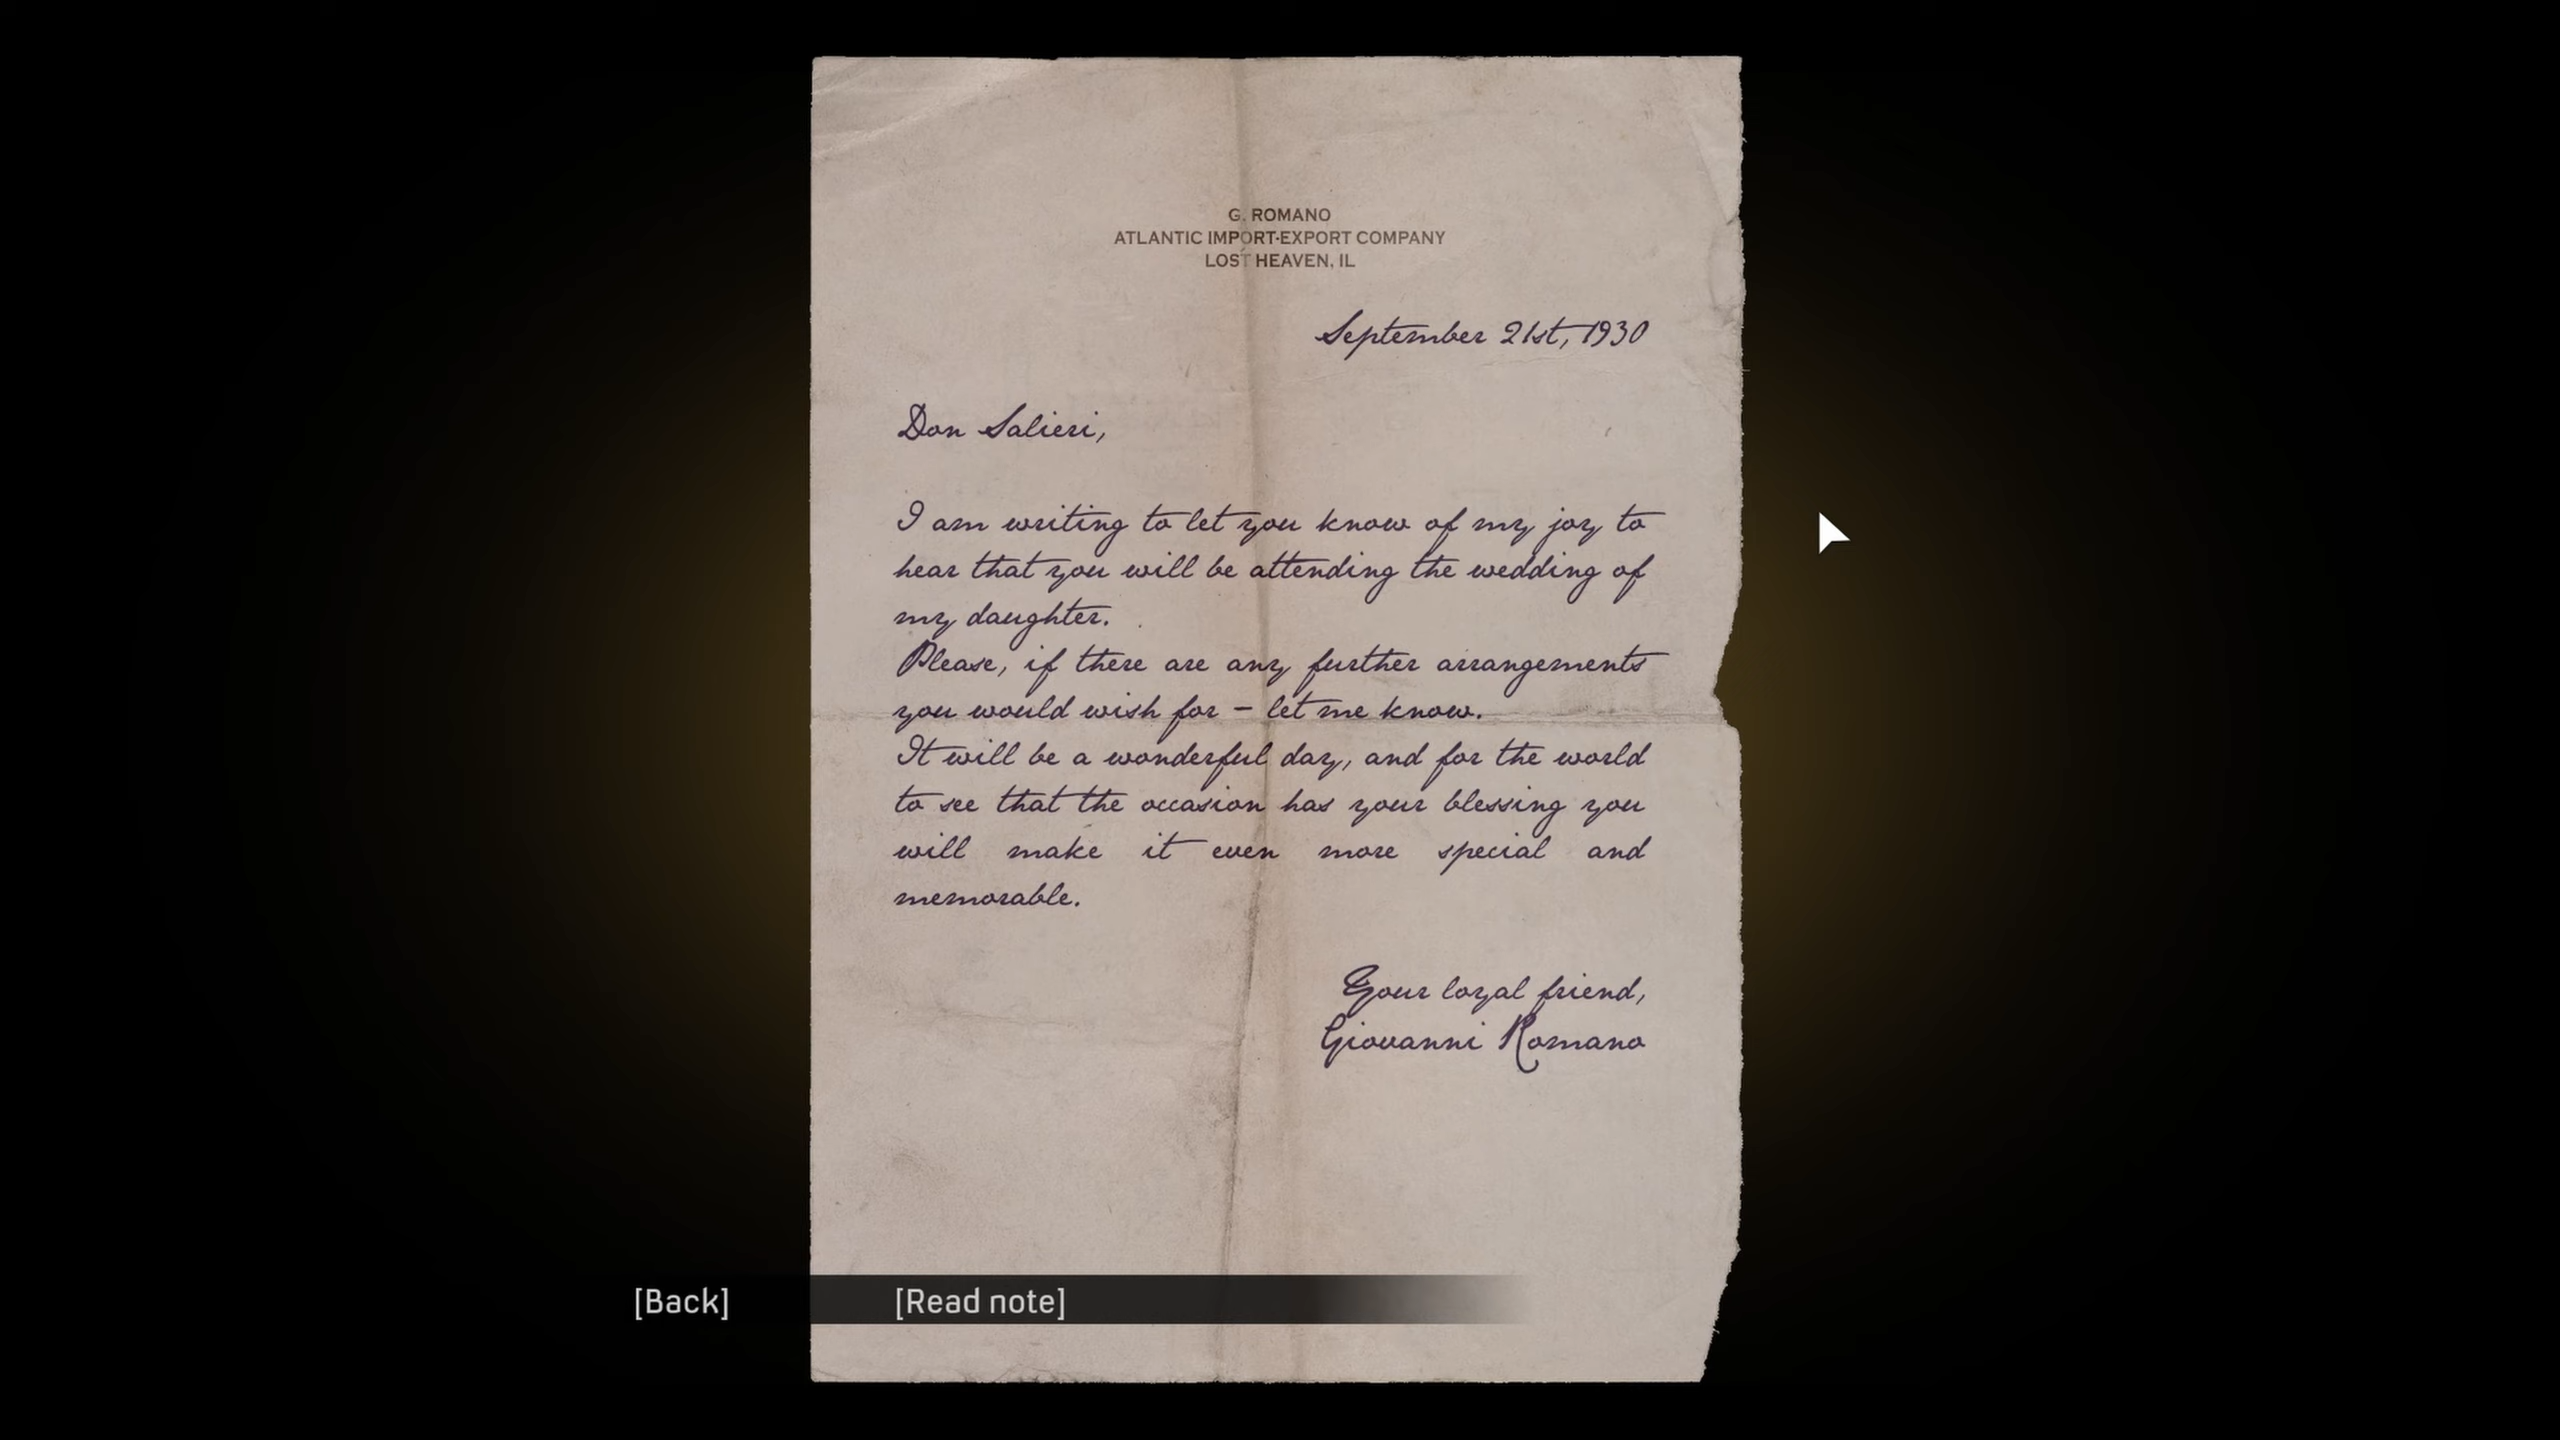 G. ROMANO
ATLANTIC IMPORT-EXPORT COMPANY
LOST HEAVEN, IL
September 21st, 1930
Don Salieri,
I am writing to let you know of my joy to
hear that you will be attending the wedding of
my daughter.
Please, if there are any further arrangements
you would wish for – let me know.
It will be a wonderful day, and for the world
to see that the occasion has your blessing you
will make it even more special and
memorable.
Your loyal friend,
Giovanni Romano
[Back] [Read note]